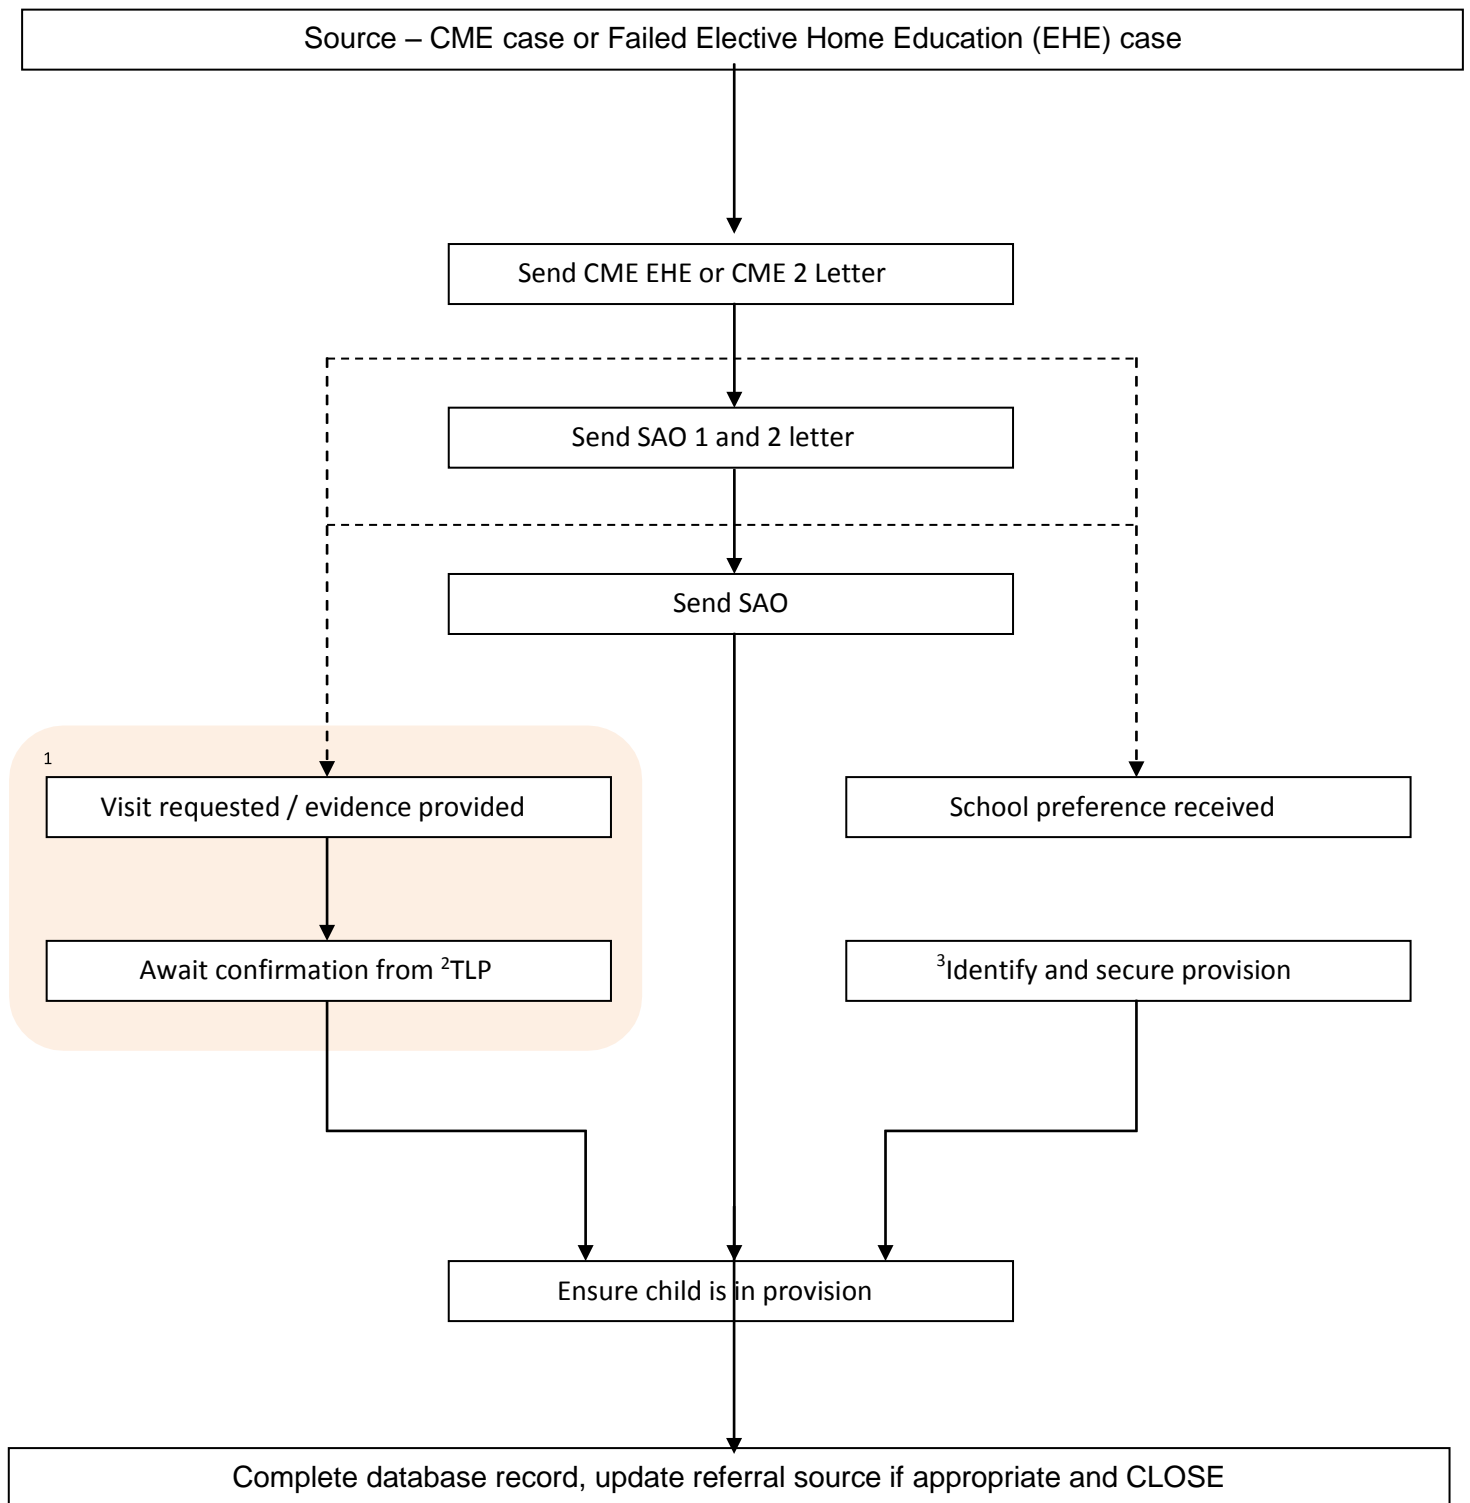 Source – CME case or Failed Elective Home Education (EHE) case
Send CME EHE or CME 2 Letter
Send SAO 1 and 2 letter
Send SAO
1
Visit requested / evidence provided
School preference received
Await confirmation from ²TLP
³Identify and secure provision
Ensure child is in provision
Complete database record, update referral source if appropriate and CLOSE